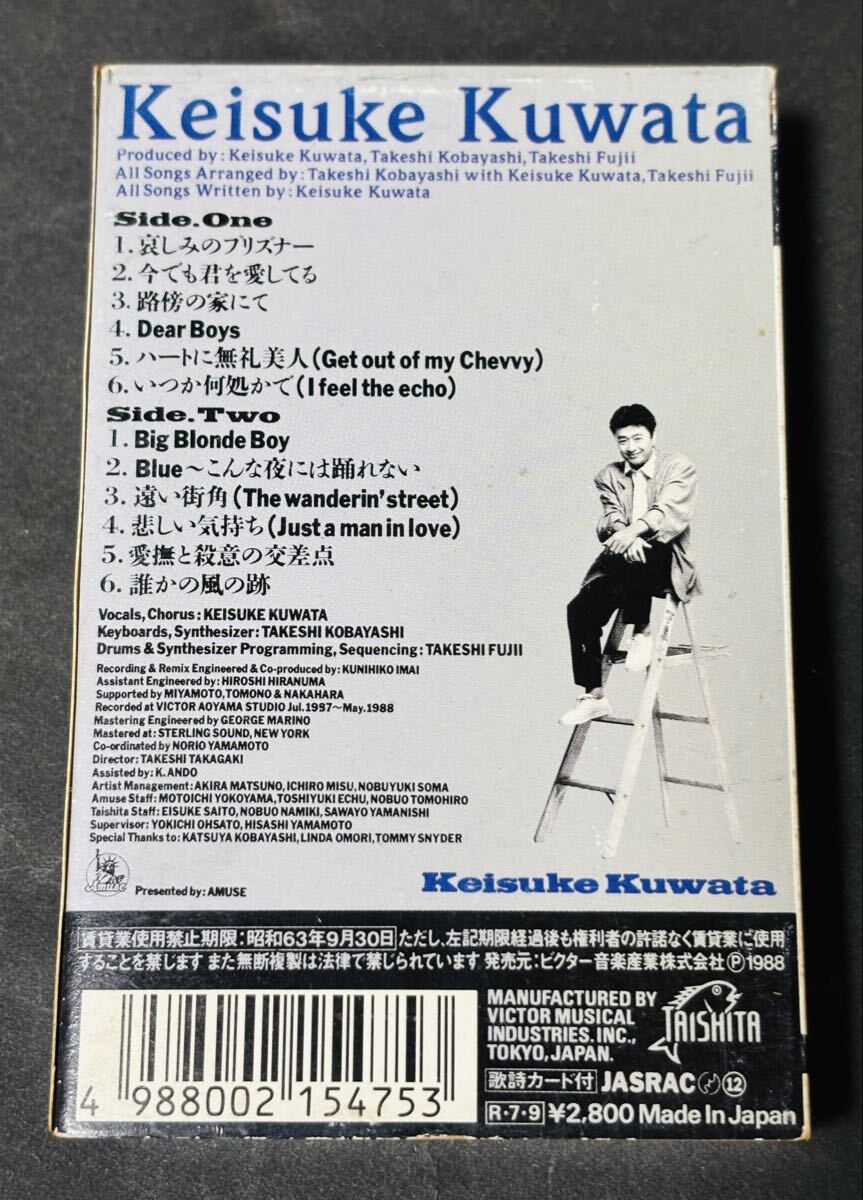 Keisuke Kuwata
Produced by: Keisuke Kuwata, Takeshi Kobayashi, Takeshi Fujii
All Songs Arranged by: Takeshi Kobayashi with Keisuke Kuwata, Takeshi Fujii
All Songs Written by: Keisuke Kuwata
Side.One
1. 哀しみのプリズナー
2. 今でも君を愛してる
3. 路傍の家にて
4. Dear Boys
5. ハートに無礼美人(Get out of my Chevvy)
6. いつか何処かで(I feel the echo)
Side.Two
1. Big Blonde Boy
2. Blue～こんな夜には踊れない
3. 遠い街角(The wanderin' street)
4. 悲しい気持ち(Just a man in love)
5. 愛撫と殺意の交差点
6. 誰かの風の跡
Vocals, Chorus: KEISUKE KUWATA
Keyboards, Synthesizer: TAKESHI KOBAYASHI
Drums & Synthesizer Programming, Sequencing: TAKESHI FUJII
Recording & Remix Engineered & Co-produced by: KUNIHIKO IMAI
Assistant Engineered by: HIROSHI HIRANUMA
Supported by MIYAMOTO, TOMONO & NAKAHARA
Recorded at VICTOR AOYAMA STUDIO Jul. 1987～May. 1988
Mastering Engineered by GEORGE MARINO
Mastered at: STERLING SOUND, NEW YORK
Co-ordinated by NORIO YAMAMOTO
Director: TAKESHI TAKAGAKI
Assisted by: K. ANDO
Artist Management: AKIRA MATSUNO, ICHIRO MISU, NOBUYUKI SOMA
Amuse Staff: MOTOICHI YOKOYAMA, TOSHIYUKI ECHU, NOBUO TOMOHIRO
Taishita Staff: EISUKE SAITO, NOBUO NAMIKI, SAWAYO YAMANISHI
Supervisor: YOKICHI OHSATO, HISASHI YAMAMOTO
Special Thanks to: KATSUYA KOBAYASHI, LINDA OMORI, TOMMY SNYDER
Amuse Presented by: AMUSE
Keisuke Kuwata
賃貸業使用禁止期限:昭和63年9月30日 ただし、左記期限経過後も権利者の許諾なく賃貸業に使用
することを禁じます また無断複製は法律で禁じられています 発売元:ビクター音楽産業株式会社 Ⓟ1988
MANUFACTURED BY
VICTOR MUSICAL
INDUSTRIES. INC.,
TOKYO, JAPAN.
TAISHITA
歌詩カード付 JASRAC ⑫
R・7・9 ¥2,800 Made In Japan
4 988002 154753